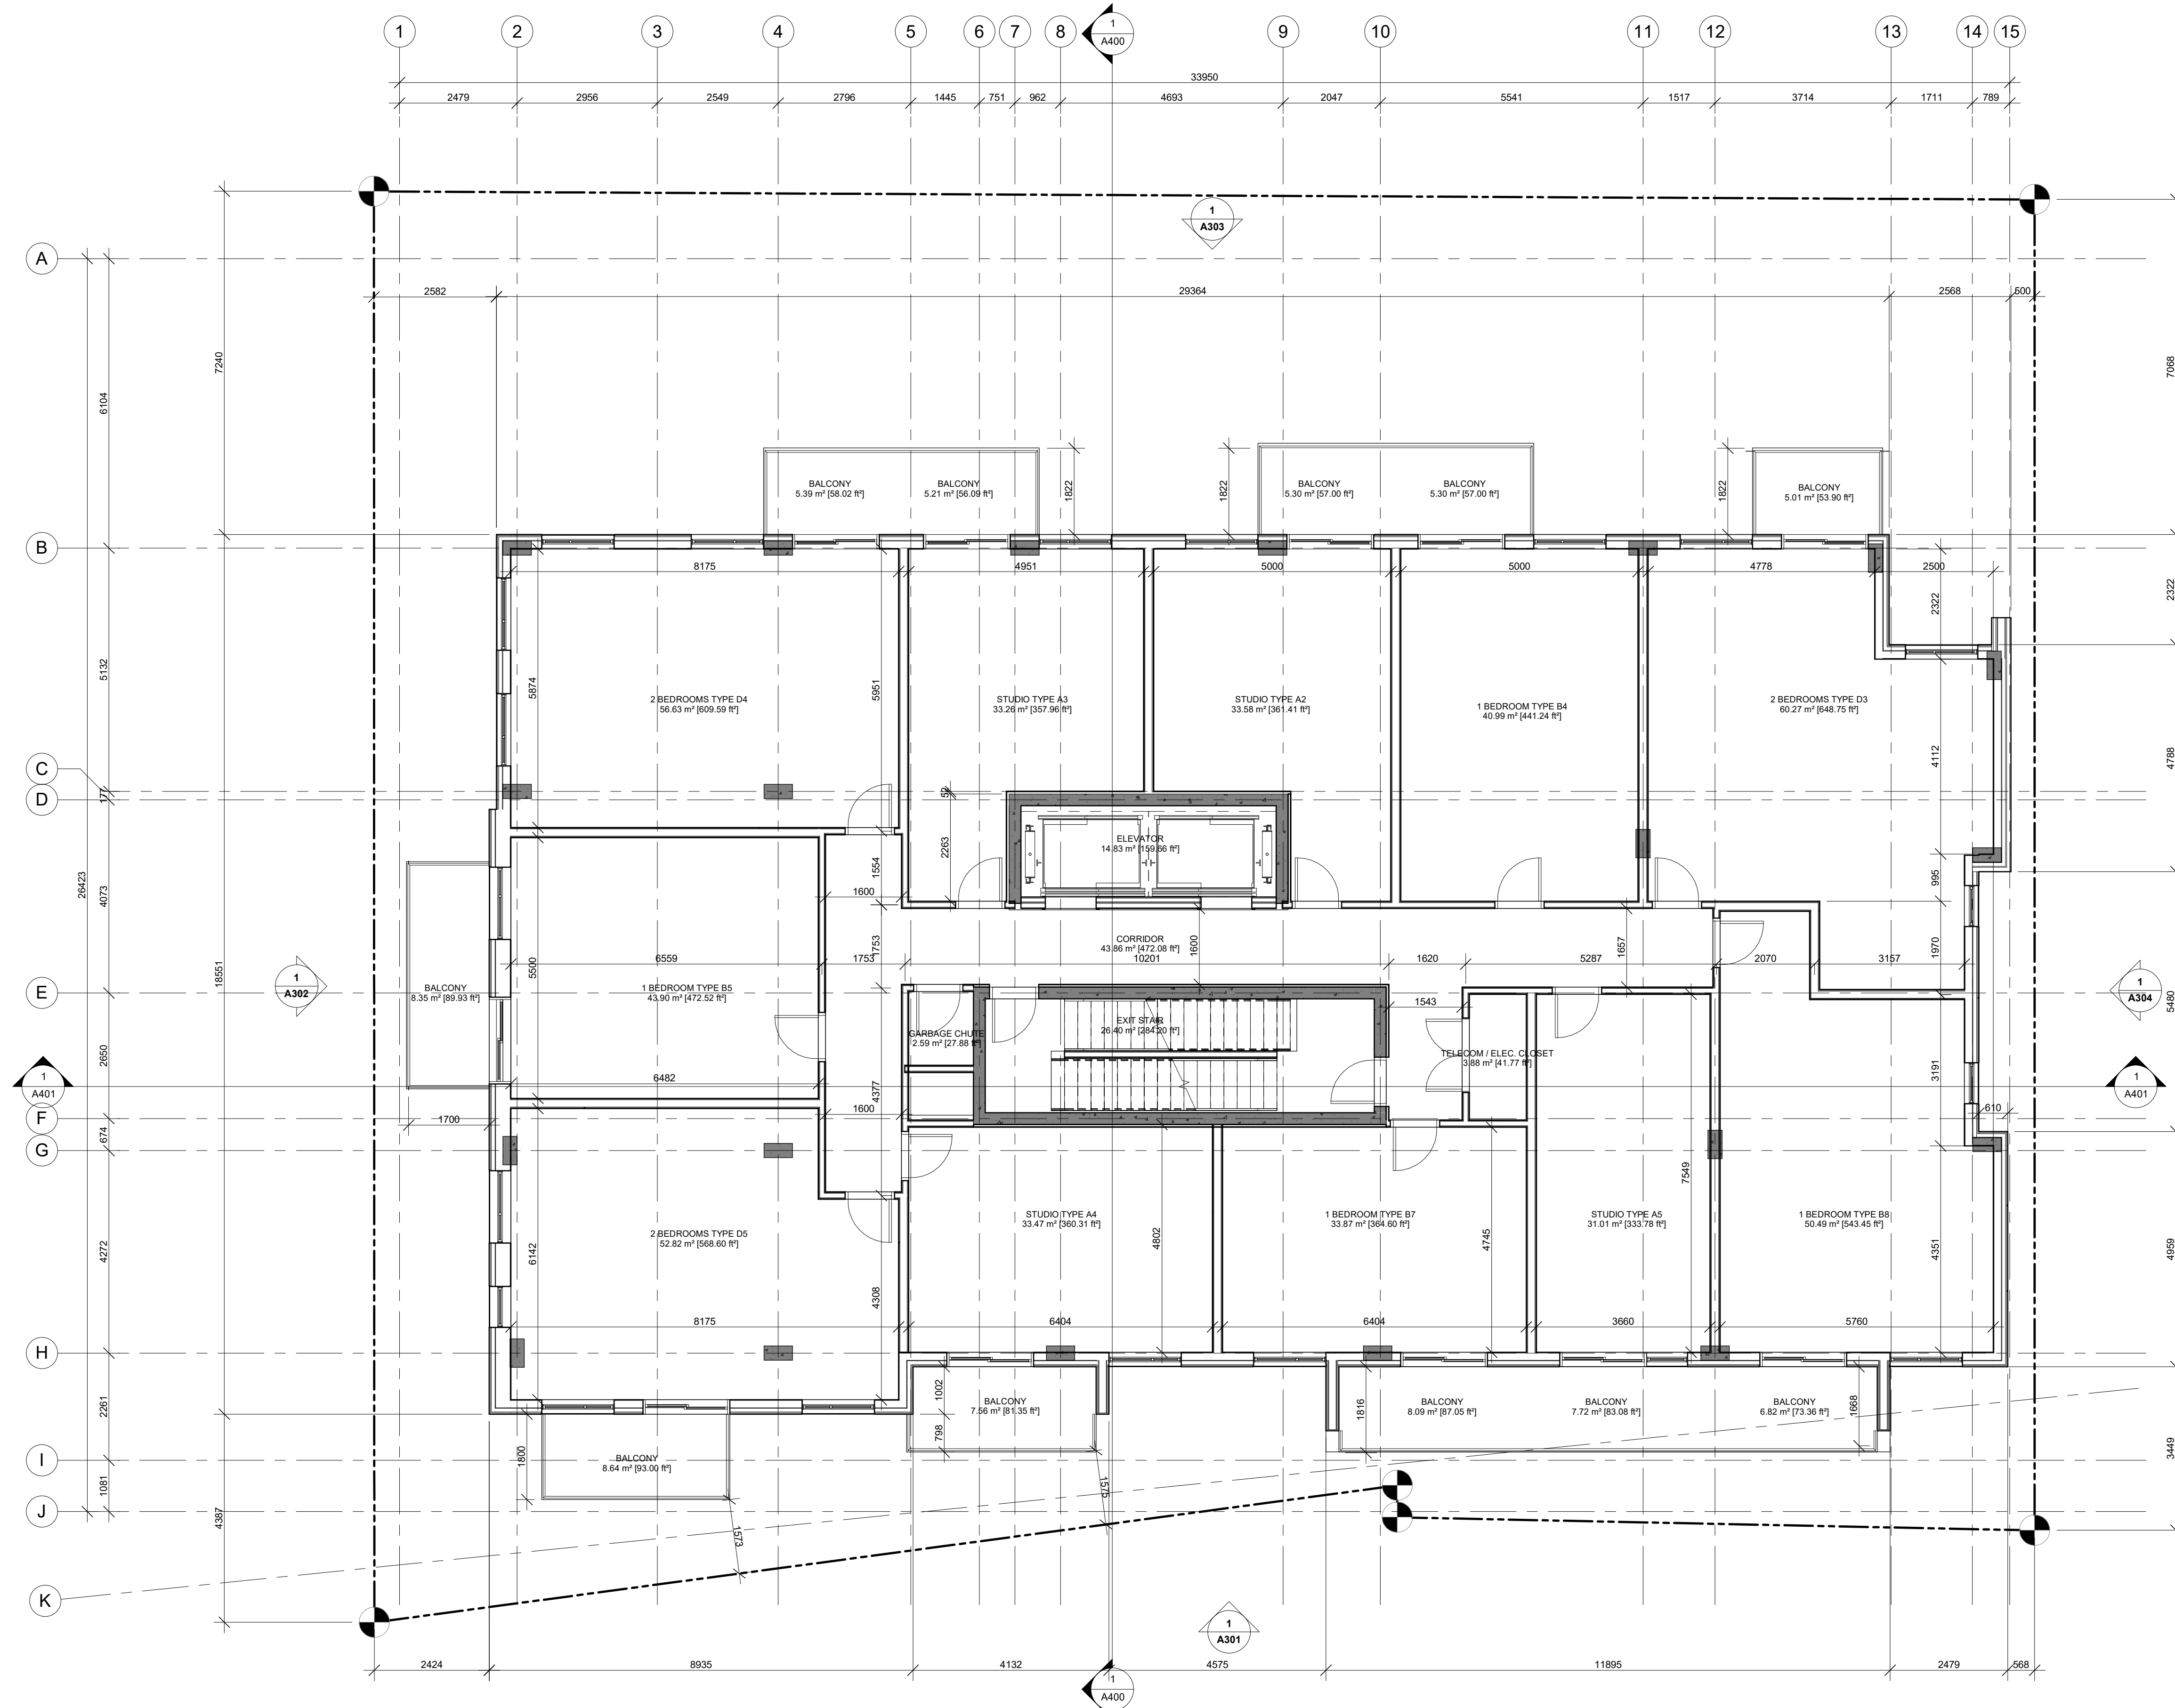 1 2 3 4 5 6 7 8 9 10 11 12 13 14 15
1
A400
33950
2479 2956 2549 2796 1445 751 962 4693 2047 5541 1517 3714 1711 789
1
A303
A
2582 29364 2568 500
7240
7068
6104
BALCONY
5.39 m² [58.02 ft²]
BALCONY
5.21 m² [56.09 ft²]
1822
1822
BALCONY
5.30 m² [57.00 ft²]
BALCONY
5.30 m² [57.00 ft²]
1822
BALCONY
5.01 m² [53.90 ft²]
B
8175 4951 5000 5000 4778 2500
2322
2322
5132
5874
5951
2 BEDROOMS TYPE D4
56.63 m² [609.59 ft²]
STUDIO TYPE A3
33.26 m² [357.96 ft²]
STUDIO TYPE A2
33.58 m² [361.41 ft²]
1 BEDROOM TYPE B4
40.99 m² [441.24 ft²]
2 BEDROOMS TYPE D3
60.27 m² [648.75 ft²]
4112
4788
C
177
D
52
2263
ELEVATOR
14.83 m² [159.66 ft²]
26423
4073
1554
1600
995
18551
1753
CORRIDOR
43.86 m² [472.08 ft²]
1600
1657
1970
6559 1753 10201 1620 5287 2070 3157
5500
1
A302
E
BALCONY
8.35 m² [89.93 ft²]
1 BEDROOM TYPE B5
43.90 m² [472.52 ft²]
1543
1
A304
5480
GARBAGE CHUTE
2.59 m² [27.88 ft²]
EXIT STAIR
26.40 m² [284.20 ft²]
TELECOM / ELEC. CLOSET
3.88 m² [41.77 ft²]
2650
1
A401
6482
4377
3191
1
A401
F
1700
1600
610
674
G
7549
STUDIO TYPE A4
33.47 m² [360.31 ft²]
1 BEDROOM TYPE B7
33.87 m² [364.60 ft²]
STUDIO TYPE A5
31.01 m² [333.78 ft²]
1 BEDROOM TYPE B8
50.49 m² [543.45 ft²]
2 BEDROOMS TYPE D5
52.82 m² [568.60 ft²]
4272
6142
4802
4745
4351
4959
4308
8175 6404 6404 3660 5760
H
1002
BALCONY
7.56 m² [81.35 ft²]
1816
BALCONY
8.09 m² [87.05 ft²]
BALCONY
7.72 m² [83.08 ft²]
BALCONY
6.82 m² [73.36 ft²]
1668
2261
798
1800
BALCONY
8.64 m² [93.00 ft²]
3449
I
1081
1575
J
4387
1573
K
1
A301
2424 8935 4132 4575 11895 2479 568
1
A400